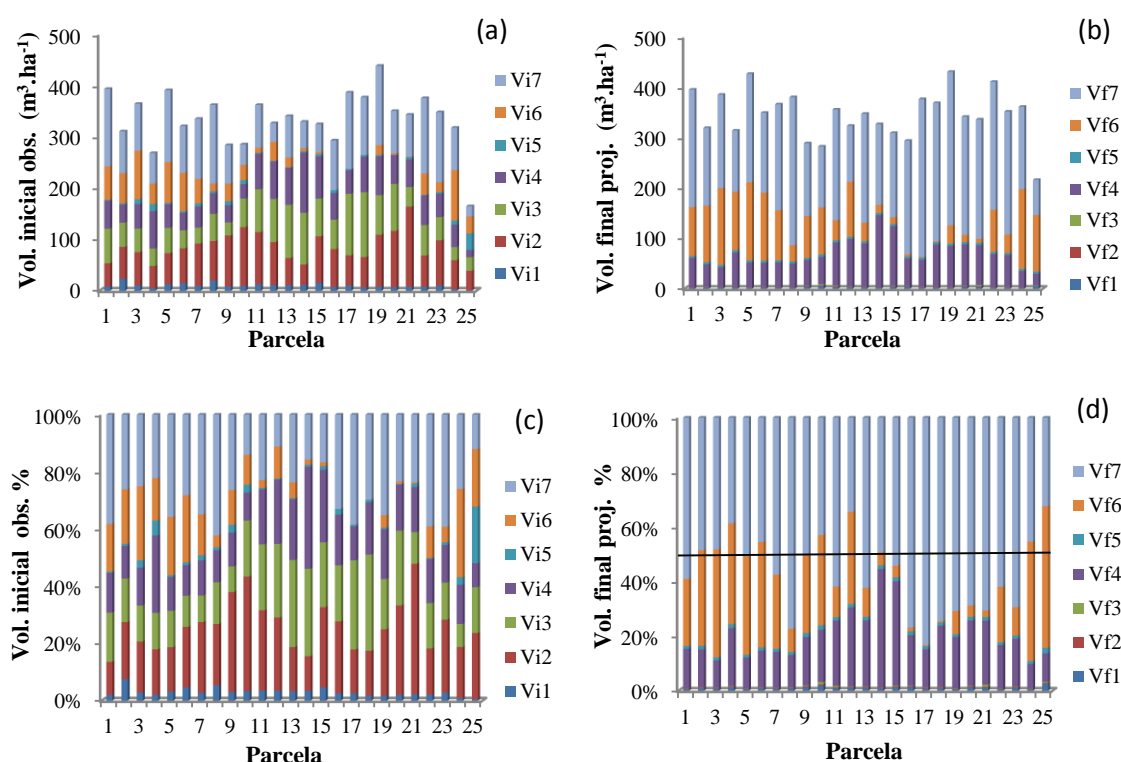 (a)
Vol. inicial obs. (m³.ha⁻¹)
500
400
300
200
100
0
1 3 5 7 9 11 13 15 17 19 21 23 25
Parcela
Vi7
Vi6
Vi5
Vi4
Vi3
Vi2
Vi1
(b)
Vol. final proj. (m³.ha⁻¹)
500
400
300
200
100
0
1 3 5 7 9 11 13 15 17 19 21 23 25
Parcela
Vf7
Vf6
Vf5
Vf4
Vf3
Vf2
Vf1
(c)
Vol. inicial obs. %
100%
80%
60%
40%
20%
0%
1 3 5 7 9 11 13 15 17 19 21 23 25
Parcela
Vi7
Vi6
Vi5
Vi4
Vi3
Vi2
Vi1
(d)
Vol. final proj. %
100%
80%
60%
40%
20%
0%
1 3 5 7 9 11 13 15 17 19 21 23 25
Parcela
Vf7
Vf6
Vf5
Vf4
Vf3
Vf2
Vf1